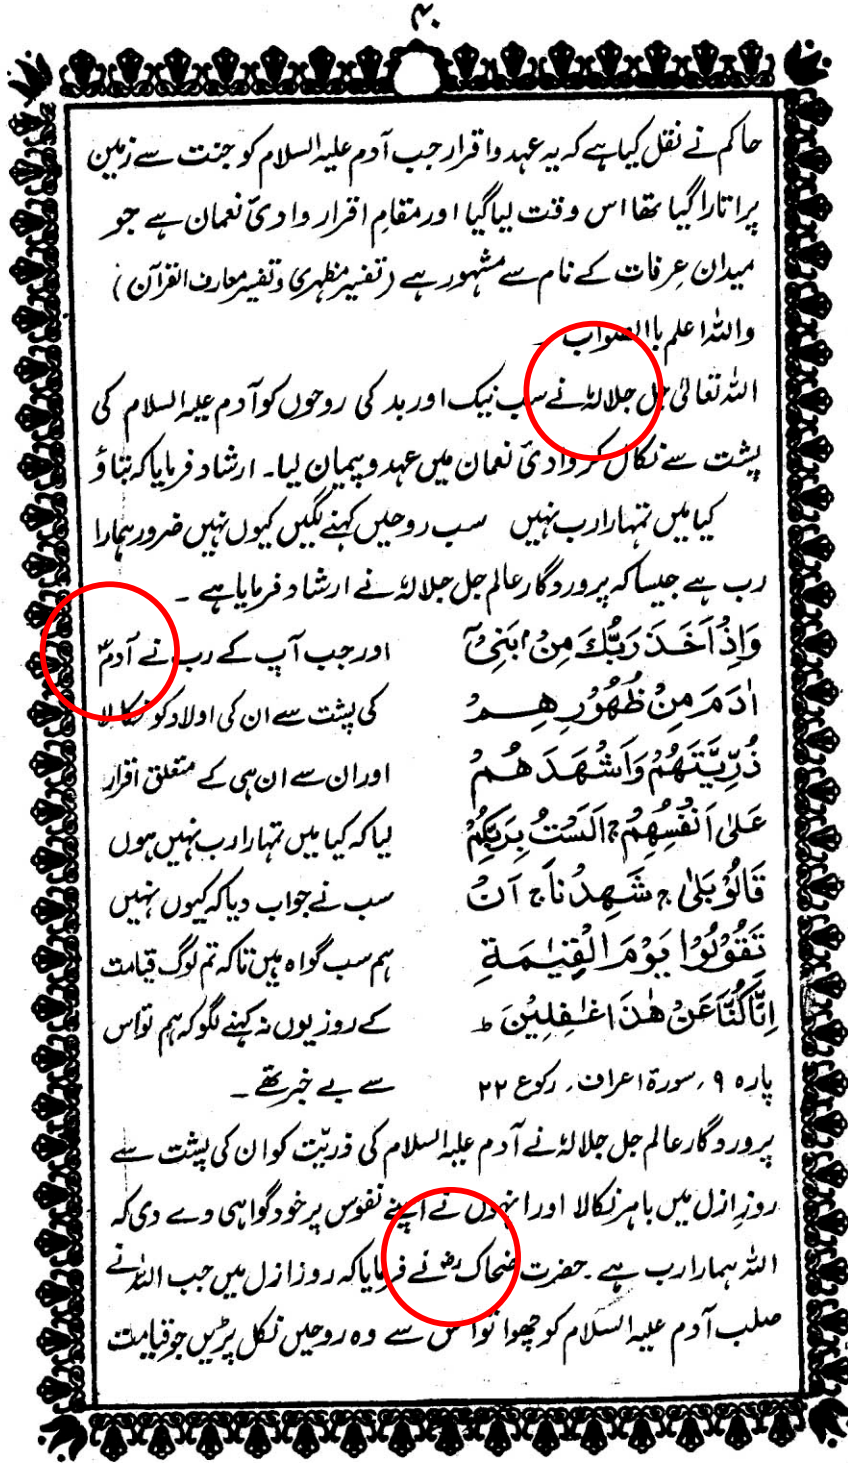 ۴۰
حاکم نے نقل کیا ہے کہ یہ عہد و اقرار جب آدم علیہ السلام کو جنت سے زمین
پر اتارا گیا تھا اس وقت لیا گیا اور مقامِ اقرار وادیٔ نعمان ہے جو
میدان عرفات کے نام سے مشہور ہے (تفسیر مظہری و تفسیر معارف القرآن)
واللہ اعلم باالصواب ۔
اللہ تعالیٰ جل جلالہٗ نے سب نیک اور بد کی روحوں کو آدم علیہ السلام کی
پشت سے نکال کر وادیٔ نعمان میں عہد و پیمان لیا۔ ارشاد فرمایا کہ بتاؤ
کیا میں تمہارا رب نہیں سب روحیں کہنے لگیں کیوں نہیں ضرور ہمارا
رب ہے جیسا کہ پروردگار عالم جل جلالہٗ نے ارشاد فرمایا ہے ۔
وَاِذْ اَخَذَ رَبُّكَ مِنْۢ بَنِیْۤ اور جب آپ کے رب نے آدمؑ
اٰدَمَ مِنْ ظُهُوْرِ هِـمْ کی پشت سے ان کی اولاد کو نکالا
ذُرِّيَّتَهُمْ وَاَشْهَدَ هُمْ اور ان سے ان ہی کے متعلق اقرار
عَلٰى اَنْفُسِهِمْ ج اَلَسْتُ بِرَبِّكُمْ لیا کہ کیا میں تمہارا رب نہیں ہوں
قَالُوْ بَلٰى ج شَهِدْ نَا ج اَنْ سب نے جواب دیا کہ کیوں نہیں
تَقُوْلُوْا يَوْمَ الْقِيٰـمَةِ ہم سب گواہ ہیں تاکہ تم لوگ قیامت
اِنَّا كُنَّا عَنْ هٰذَا غٰـفِلِيْنَ ط کے روز یوں نہ کہنے لگو کہ ہم تو اس
پارہ ۹، سورۃ اعراف، رکوع ۲۲ سے بے خبر تھے ۔
پروردگار عالم جل جلالہٗ نے آدم علیہ السلام کی ذریّت کو ان کی پشت سے
روزِ ازل میں باہر نکالا اور انہوں نے اپنے نفوس پر خود گواہی دے دی کہ
اللہ ہمارا رب ہے ۔ حضرت ضحاکؓ نے فرمایا کہ روز ازل میں جب اللہ نے
صلب آدم علیہ السلام کو چھوا تو اس سے وہ روحیں نکل پڑیں جو قیامت